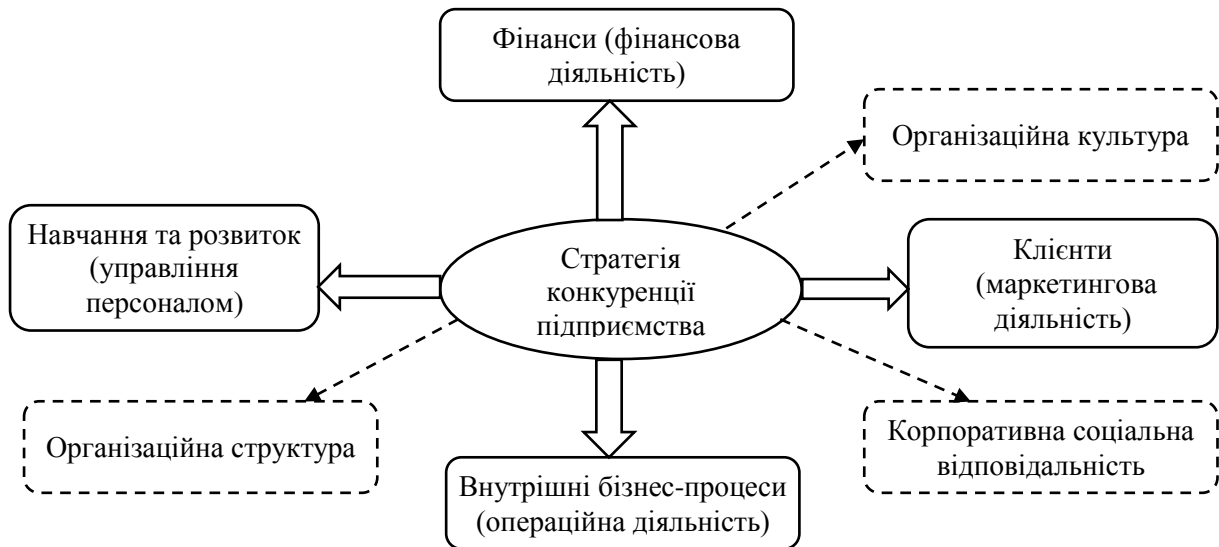 Фінанси (фінансова
діяльність)
Організаційна культура
Навчання та розвиток
(управління
персоналом)
Стратегія
конкуренції
підприємства
Клієнти
(маркетингова
діяльність)
Організаційна структура
Корпоративна соціальна
відповідальність
Внутрішні бізнес-процеси
(операційна діяльність)